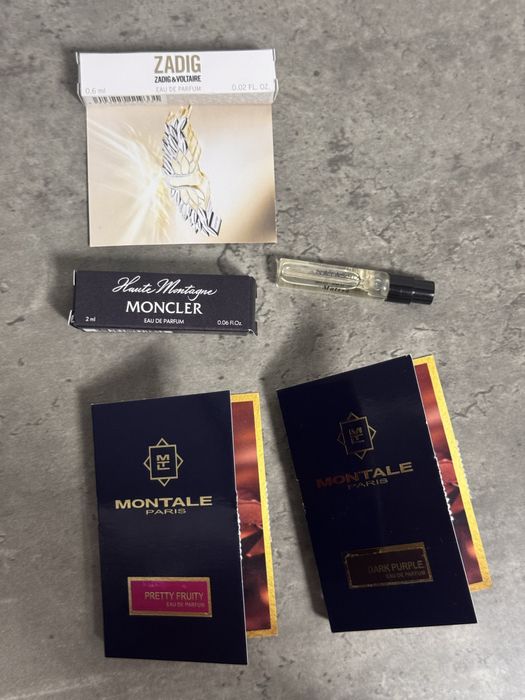 ZADIG
ZADIG&VOLTAIRE
0.6 ml EAU DE PARFUM 0.02 FL. OZ.
Haute Montagne
MONCLER
2 ml EAU DE PARFUM 0.06 Fl Oz.
MONTALE
PARIS
PRETTY FRUITY
EAU DE PARFUM
MONTALE
PARIS
DARK PURPLE
EAU DE PARFUM